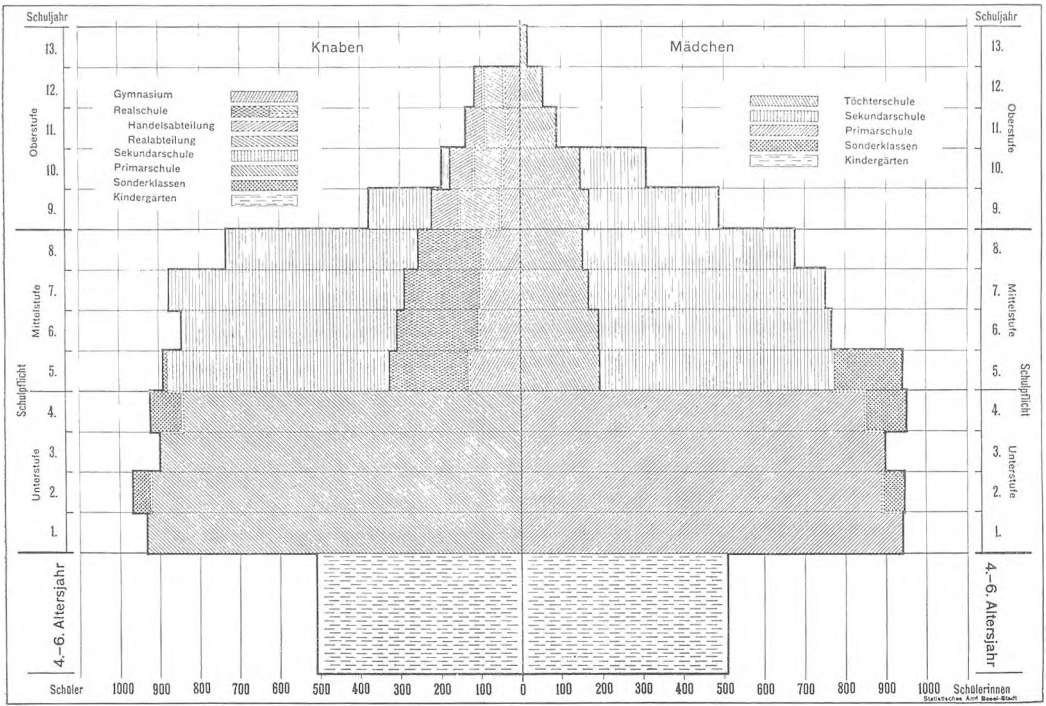 Schuljahr
Schuljahr
Knaben
Mädchen
13.
12.
11.
10.
9.
8.
7.
6.
5.
4.
3.
2.
1.
Oberstufe
Mittelstufe
Unterstufe
Schulpflicht
4.–6. Altersjahr
Gymnasium
Realschule
Handelsabteilung
Realabteilung
Sekundarschule
Primarschule
Sonderklassen
Kindergärten
Töchterschule
Sekundarschule
Primarschule
Sonderklassen
Kindergärten
13.
12.
11.
10.
9.
8.
7.
6.
5.
4.
3.
2.
1.
Oberstufe
Mittelstufe
Unterstufe
Schulpflicht
4.–6. Altersjahr
Schüler 1000 900 800 700 600 500 400 300 200 100 0 100 200 300 400 500 600 700 800 900 1000 Schülerinnen
Statistisches Amt Basel-Stadt